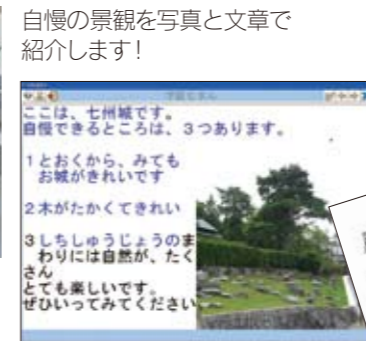 自慢の景観を写真と文章で
紹介します!
ここは、七州城です。
自慢できるところは、3つあります。
1とおくから、みても
お城がきれいです
2木がたかくてきれい
3しちしゅうじょうのま
わりには自然が、たく
さん
とても楽しいです。
ぜひいってみてください